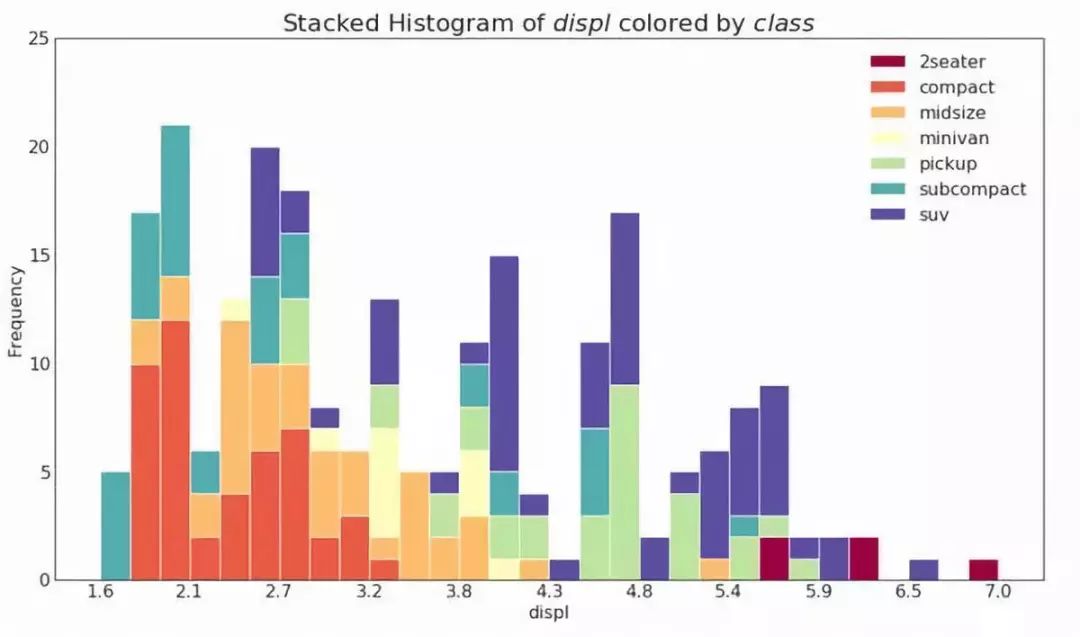 Stacked Histogram of displ colored by class
25
20
15
10
5
0
Frequency
2seater
compact
midsize
minivan
pickup
subcompact
suv
1.6 2.1 2.7 3.2 3.8 4.3 4.8 5.4 5.9 6.5 7.0
displ